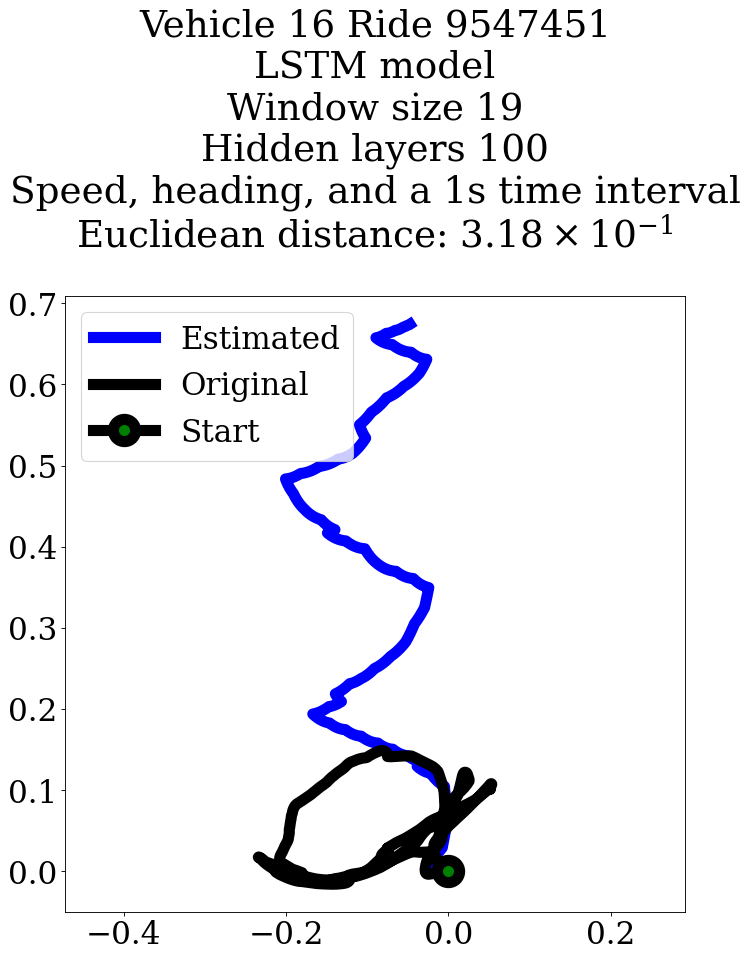 Vehicle 16 Ride 9547451
LSTM model
Window size 19
Hidden layers 100
Speed, heading, and a 1s time interval
Euclidean distance: 3.18 × 10⁻¹
0.7
0.6
0.5
0.4
0.3
0.2
0.1
0.0
Estimated
Original
Start
−0.4 −0.2 0.0 0.2